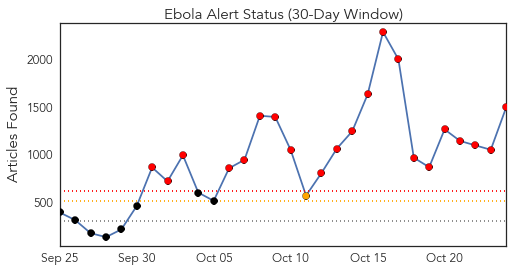 Ebola Alert Status (30-Day Window)
Articles Found
2000
1500
1000
500
Sep 25
Sep 30
Oct 05
Oct 10
Oct 15
Oct 20